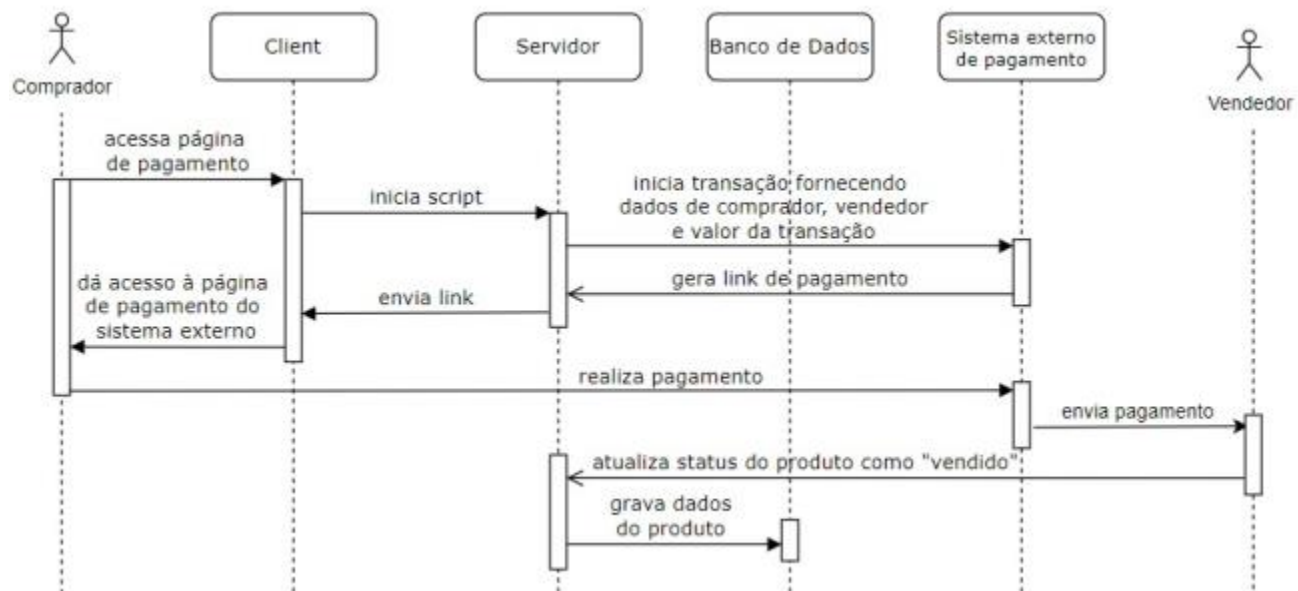 Comprador
Client
Servidor
Banco de Dados
Sistema externo
de pagamento
Vendedor
acessa página
de pagamento
inicia script
inicia transação fornecendo
dados de comprador, vendedor
e valor da transação
gera link de pagamento
envia link
dá acesso à página
de pagamento do
sistema externo
realiza pagamento
envia pagamento
atualiza status do produto como "vendido"
grava dados
do produto